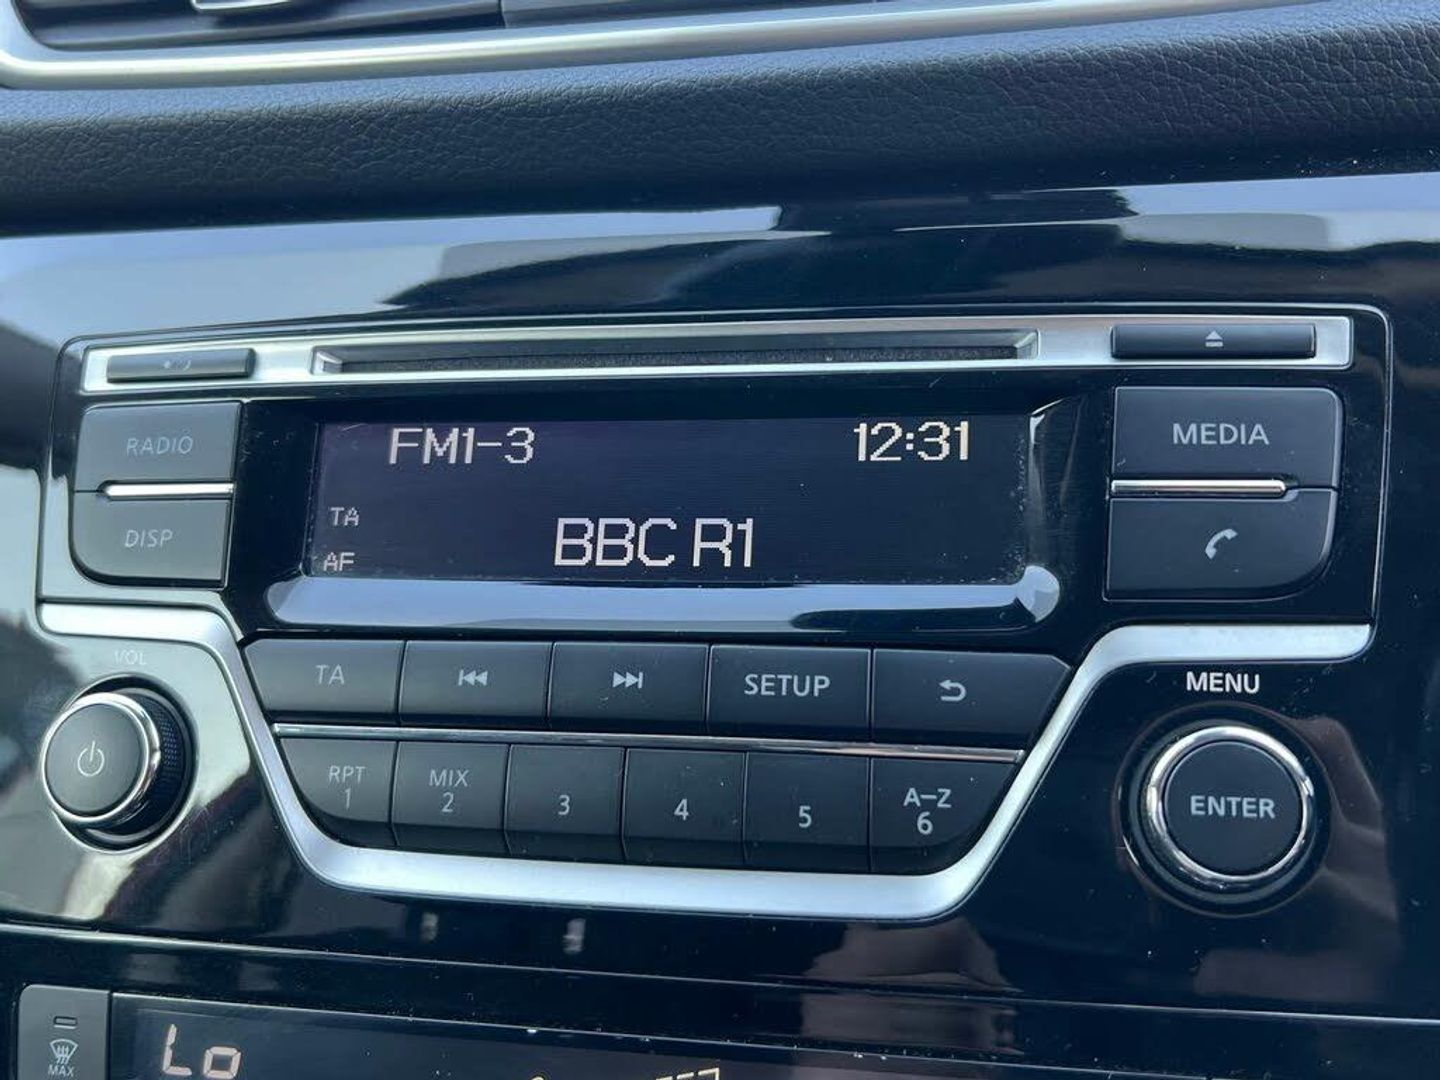 RADIO
DISP
FM1-3 12:31
TA
AF
BBC R1
MEDIA
VOL
TA
SETUP
MENU
RPT
1
MIX
2
3
4
5
A-Z
6
ENTER
MAX
Lo